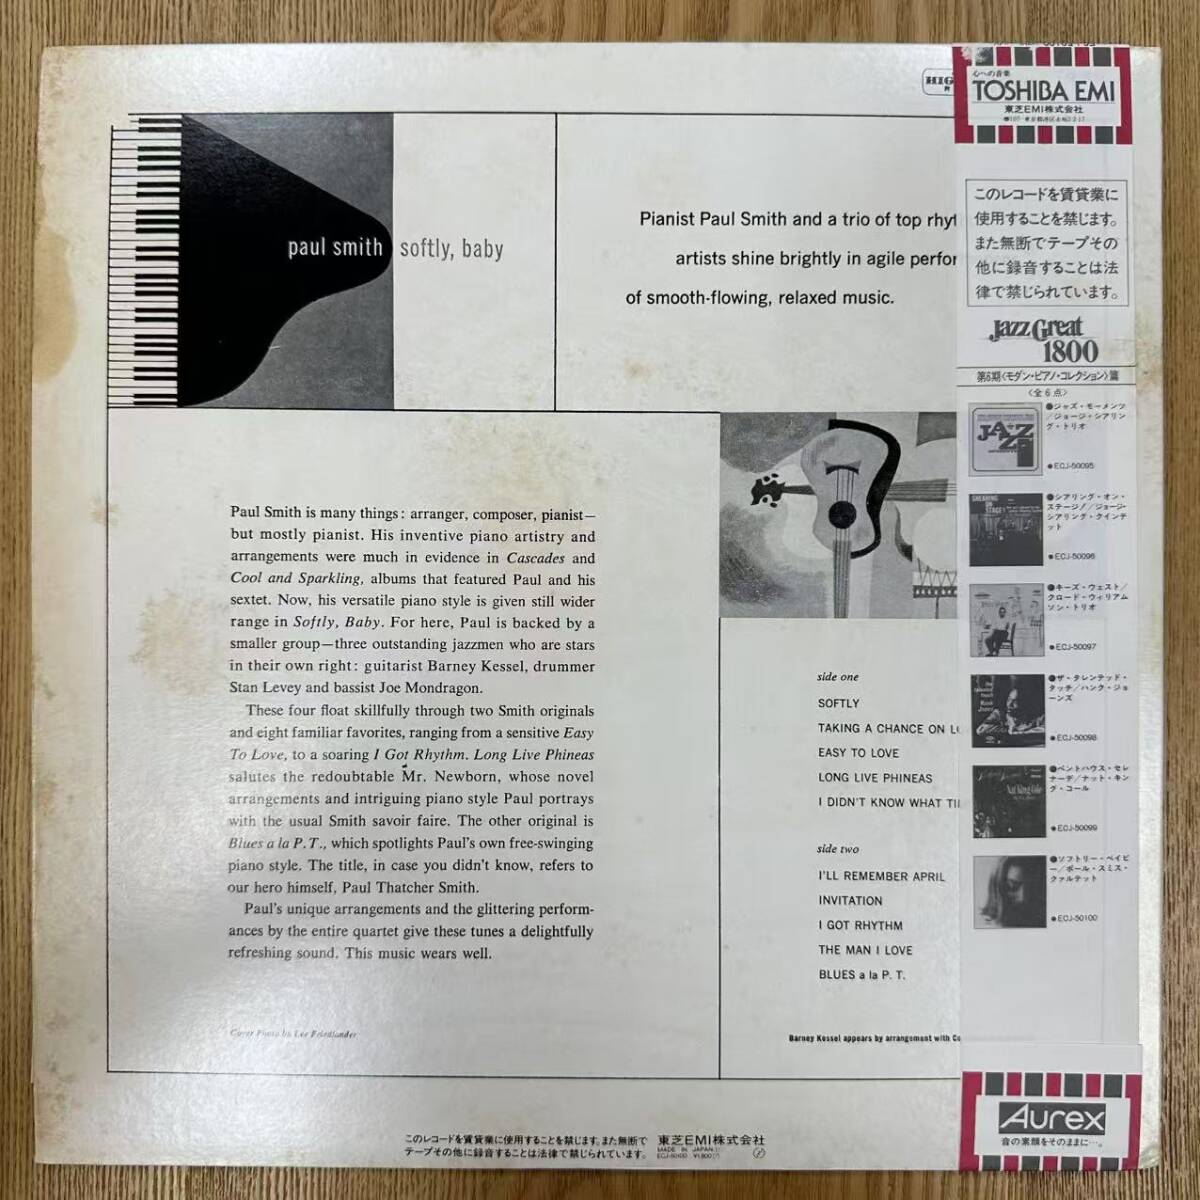 HIG
心への音楽
TOSHIBA EMI
東芝EMI株式会社
paul smith softly, baby
Pianist Paul Smith and a trio of top rhyt
artists shine brightly in agile perfor
of smooth-flowing, relaxed music.
このレコードを賃貸業に
使用することを禁じます。
また無断でテープその
他に録音することは法
律で禁じられています。
Jazz Great
1800
第6期〈モダン・ピアノ・コレクション〉篇
〈全6点〉
●ジャズ・モーメンツ
／ジョージ・シアリン
グ・トリオ
●ECJ-50095
●シアリング・オン・
ステージ!／ジョージ・
シアリング・クインテ
ット
●ECJ-50096
●キーズ・ウェスト／
クロード・ウィリアム
ソン・トリオ
●ECJ-50097
●ザ・タレンテッド・
タッチ／ハンク・ジョ
ーンズ
●ECJ-50098
●ペントハウス・セレ
ナーデ／ナット・キン
グ・コール
●ECJ-50099
●ソフトリー・ベイビ
ー／ポール・スミス・
クァルテット
●ECJ-50100
Paul Smith is many things: arranger, composer, pianist—
but mostly pianist. His inventive piano artistry and
arrangements were much in evidence in Cascades and
Cool and Sparkling, albums that featured Paul and his
sextet. Now, his versatile piano style is given still wider
range in Softly, Baby. For here, Paul is backed by a
smaller group—three outstanding jazzmen who are stars
in their own right: guitarist Barney Kessel, drummer
Stan Levey and bassist Joe Mondragon.
These four float skillfully through two Smith originals
and eight familiar favorites, ranging from a sensitive Easy
To Love, to a soaring I Got Rhythm. Long Live Phineas
salutes the redoubtable Mr. Newborn, whose novel
arrangements and intriguing piano style Paul portrays
with the usual Smith savoir faire. The other original is
Blues a la P.T., which spotlights Paul's own free-swinging
piano style. The title, in case you didn't know, refers to
our hero himself, Paul Thatcher Smith.
Paul's unique arrangements and the glittering perform-
ances by the entire quartet give these tunes a delightfully
refreshing sound. This music wears well.
Cover Photo by Lee Friedlander
side one
SOFTLY
TAKING A CHANCE ON L
EASY TO LOVE
LONG LIVE PHINEAS
I DIDN'T KNOW WHAT TI
side two
I'LL REMEMBER APRIL
INVITATION
I GOT RHYTHM
THE MAN I LOVE
BLUES a la P. T.
Barney Kessel appears by arrangement with Co
Aurex
音の素顔をそのままに…。
このレコードを賃貸業に使用することを禁じます。また無断で
テープその他に録音することは法律で禁じられています。
東芝EMI株式会社
MADE IN JAPAN
ECJ-50100 ¥1,800